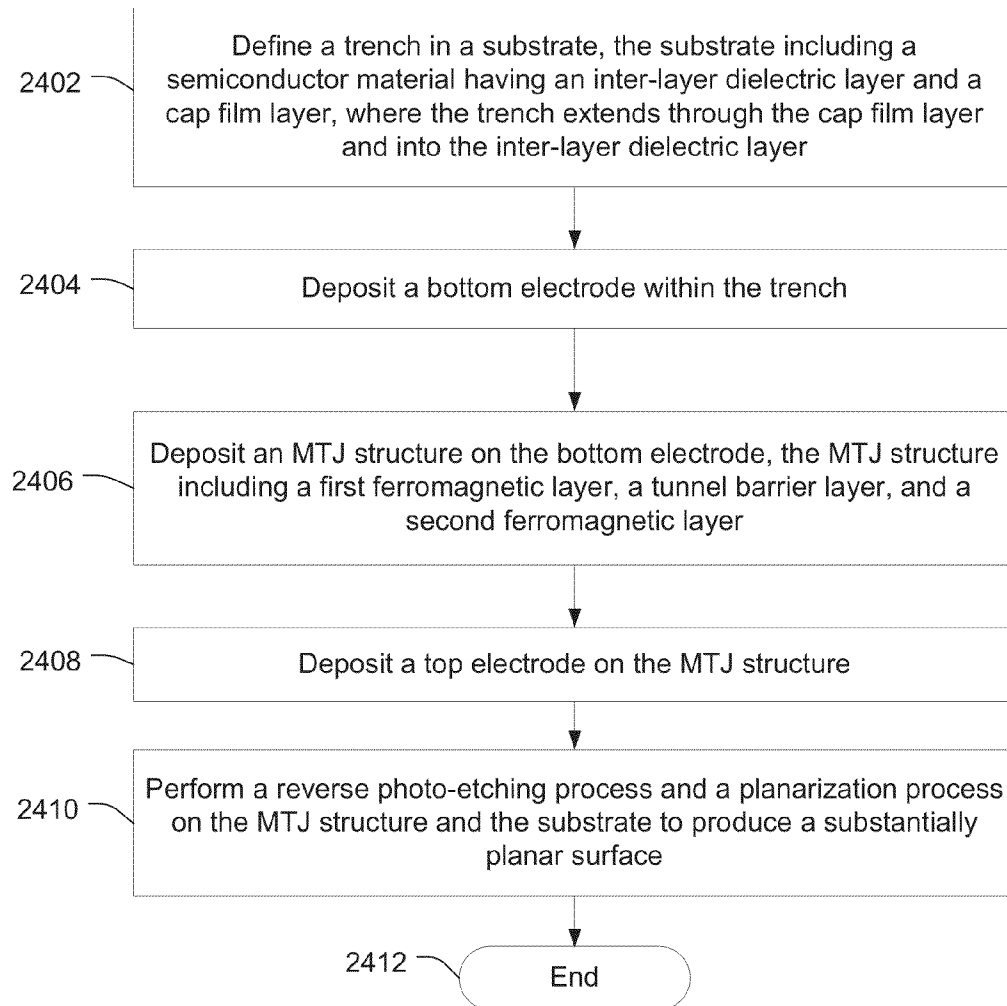 2402
Define a trench in a substrate, the substrate including a
semiconductor material having an inter-layer dielectric layer and a
cap film layer, where the trench extends through the cap film layer
and into the inter-layer dielectric layer
2404
Deposit a bottom electrode within the trench
2406
Deposit an MTJ structure on the bottom electrode, the MTJ structure
including a first ferromagnetic layer, a tunnel barrier layer, and a
second ferromagnetic layer
2408
Deposit a top electrode on the MTJ structure
2410
Perform a reverse photo-etching process and a planarization process
on the MTJ structure and the substrate to produce a substantially
planar surface
2412
End